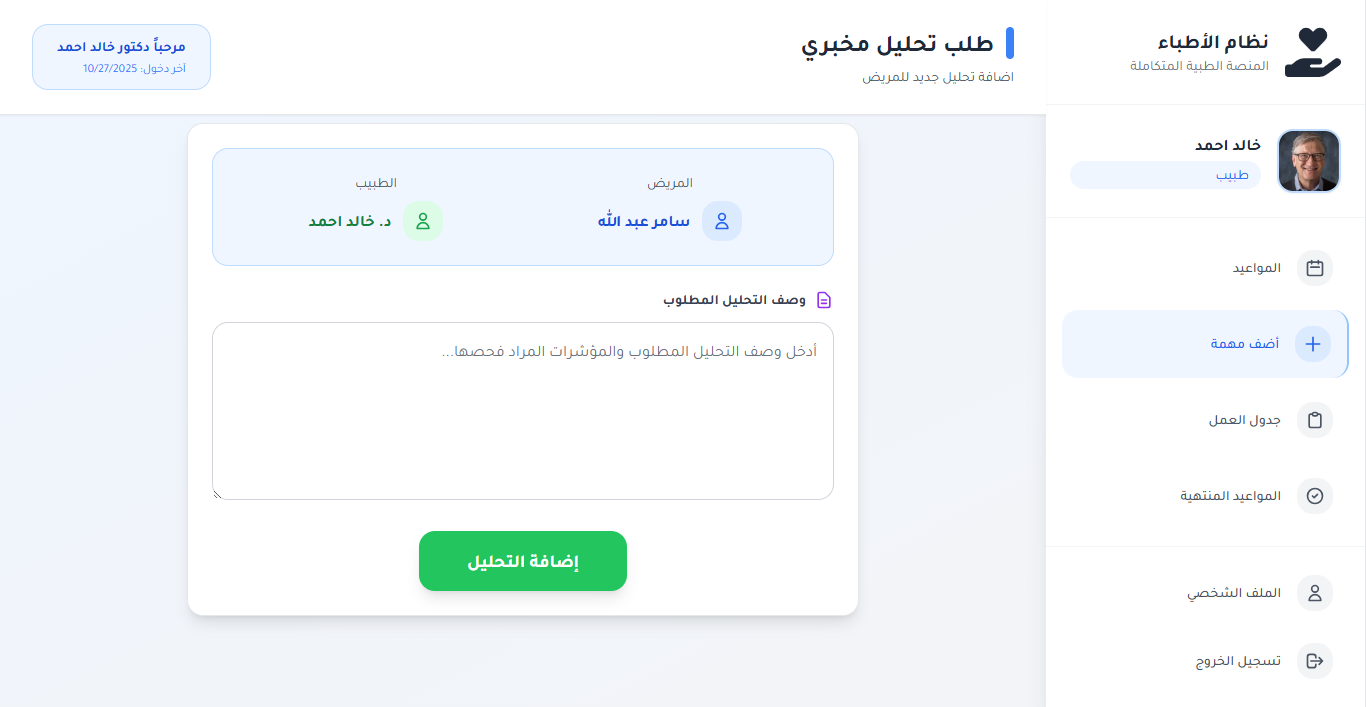 نظام الأطباء
المنصة الطبية المتكاملة
خالد احمد
طبيب
المواعيد
أضف مهمة
جدول العمل
المواعيد المنتهية
الملف الشخصي
تسجيل الخروج
طلب تحليل مخبري
اضافة تحليل جديد للمريض
مرحباً دكتور خالد احمد
آخر دخول: 10/27/2025
المريض
سامر عبد الله
الطبيب
د. خالد احمد
وصف التحليل المطلوب
أدخل وصف التحليل المطلوب والمؤشرات المراد فحصها...
إضافة التحليل